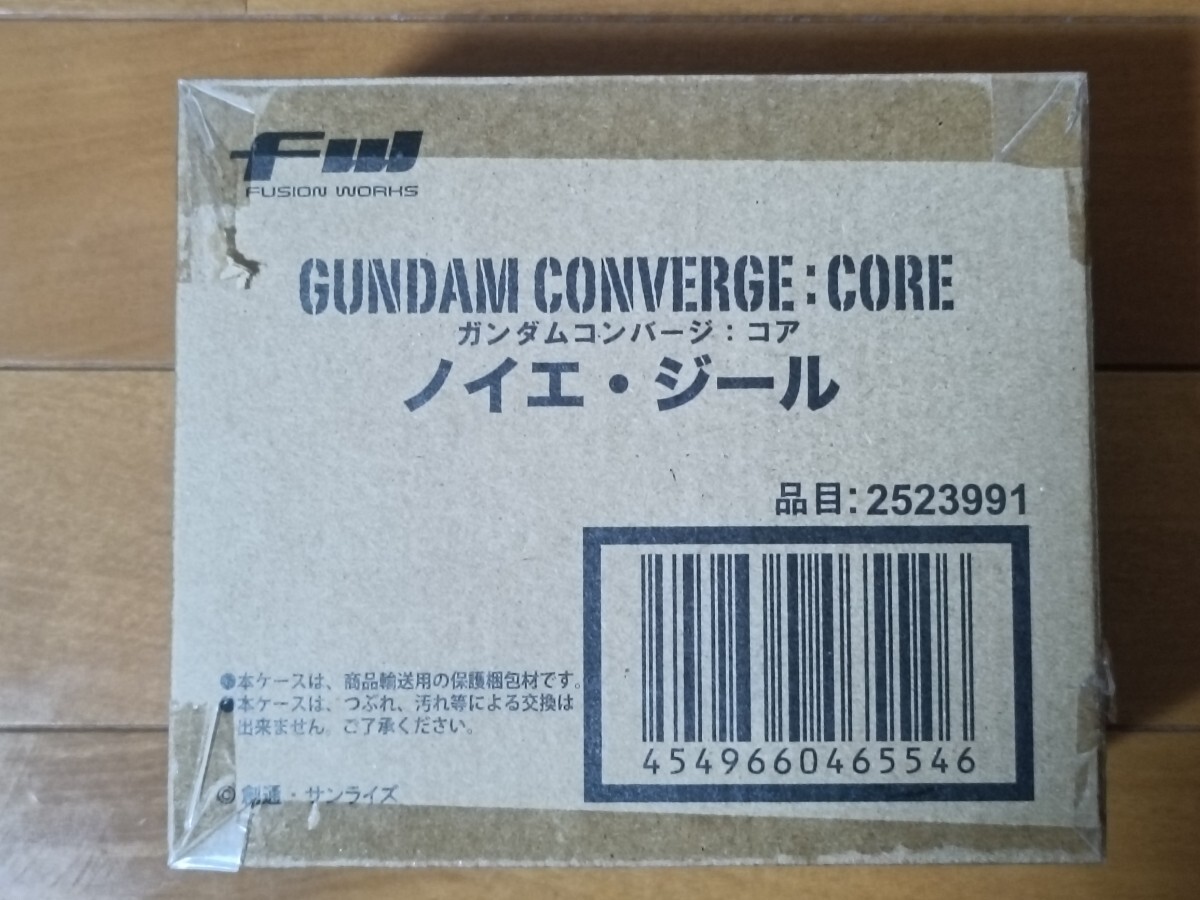 FW
FUSION WORKS
GUNDAM CONVERGE:CORE
ガンダムコンバージ:コア
ノイエ・ジール
品目:2523991
4549660465546
●本ケースは、商品輸送用の保護梱包材です。
●本ケースは、つぶれ、汚れ等による交換は
出来ません。ご了承ください。
© 創通・サンライズ